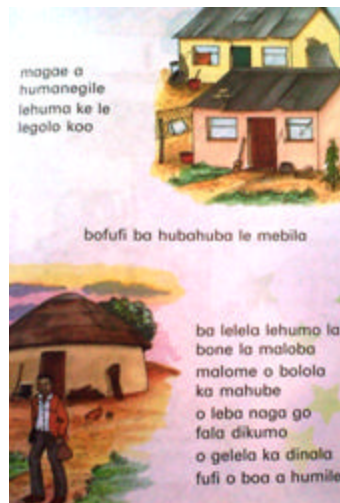 magae a
humanegile
lehuma ke le
legolo koo
bofufi ba hubahuba le mebila
ba lelela lehumo la
bone la maloba
malome o bolola
ka mahube
o leba naga go
fala dikumo
o gelela ka dinala
fufi o boa a humile